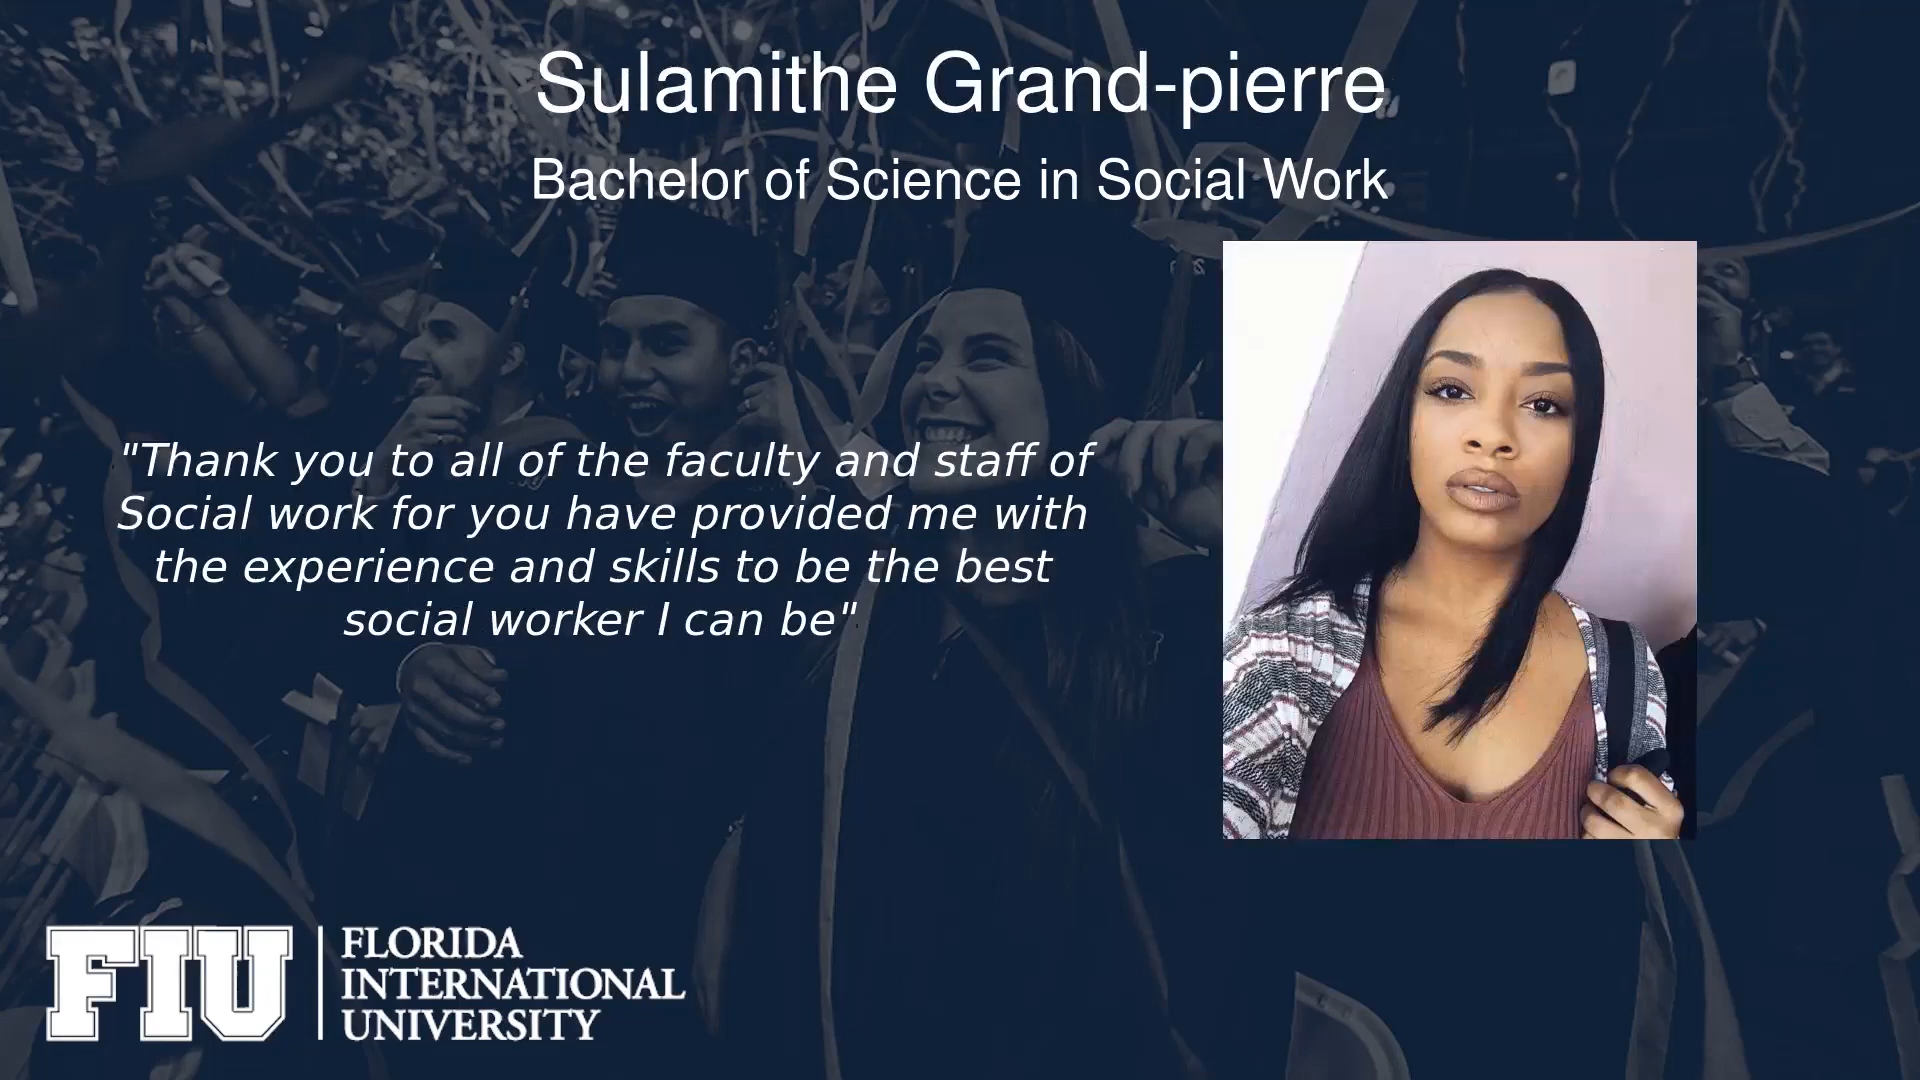 Sulamithe Grand-pierre
Bachelor of Science in Social Work
"Thank you to all of the faculty and staff of
Social work for you have provided me with
the experience and skills to be the best
social worker I can be"
FIU
FLORIDA
INTERNATIONAL
UNIVERSITY